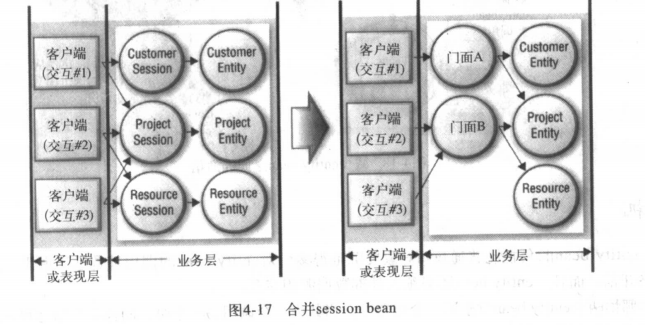 客户端
(交互#1)
Customer
Session
Customer
Entity
客户端
(交互#2)
Project
Session
Project
Entity
客户端
(交互#3)
Resource
Session
Resource
Entity
客户端
或表现层
业务层
客户端
(交互#1)
门面A
Customer
Entity
客户端
(交互#2)
门面B
Project
Entity
客户端
(交互#3)
Resource
Entity
客户端
或表现层
业务层
图4-17 合并session bean